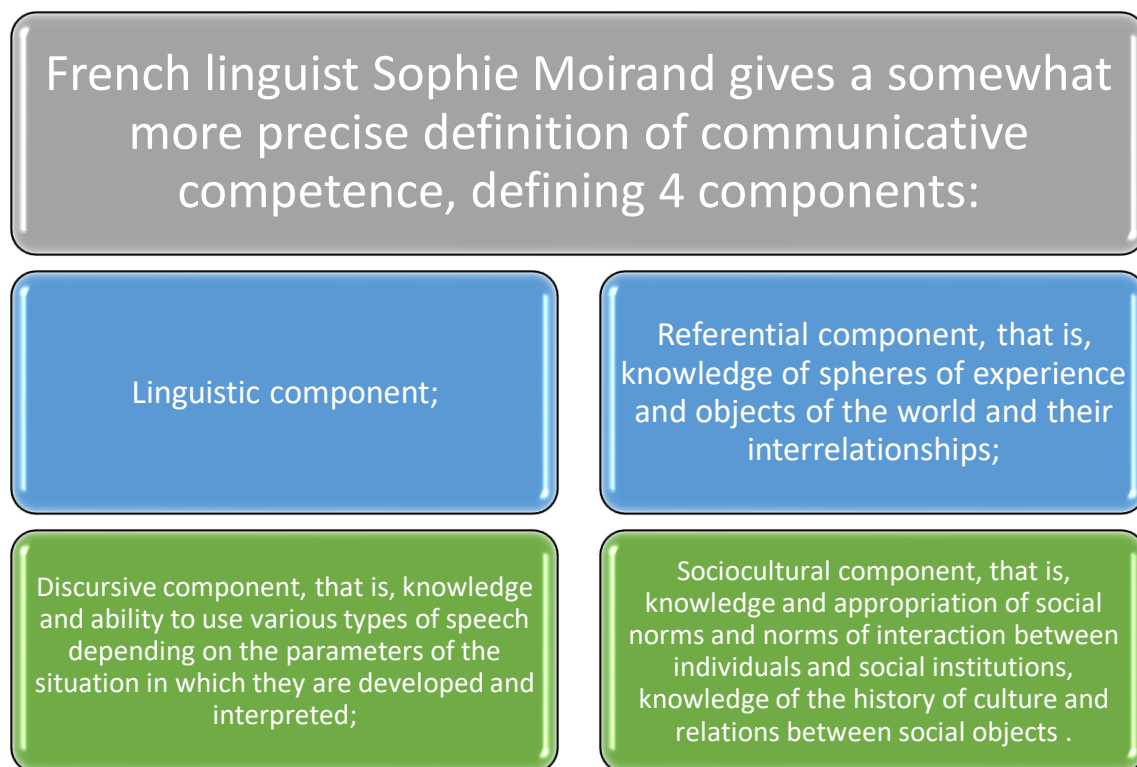 French linguist Sophie Moirand gives a somewhat
more precise definition of communicative
competence, defining 4 components:
Linguistic component;
Referential component, that is,
knowledge of spheres of experience
and objects of the world and their
interrelationships;
Discursive component, that is, knowledge
and ability to use various types of speech
depending on the parameters of the
situation in which they are developed and
interpreted;
Sociocultural component, that is,
knowledge and appropriation of social
norms and norms of interaction between
individuals and social institutions,
knowledge of the history of culture and
relations between social objects .